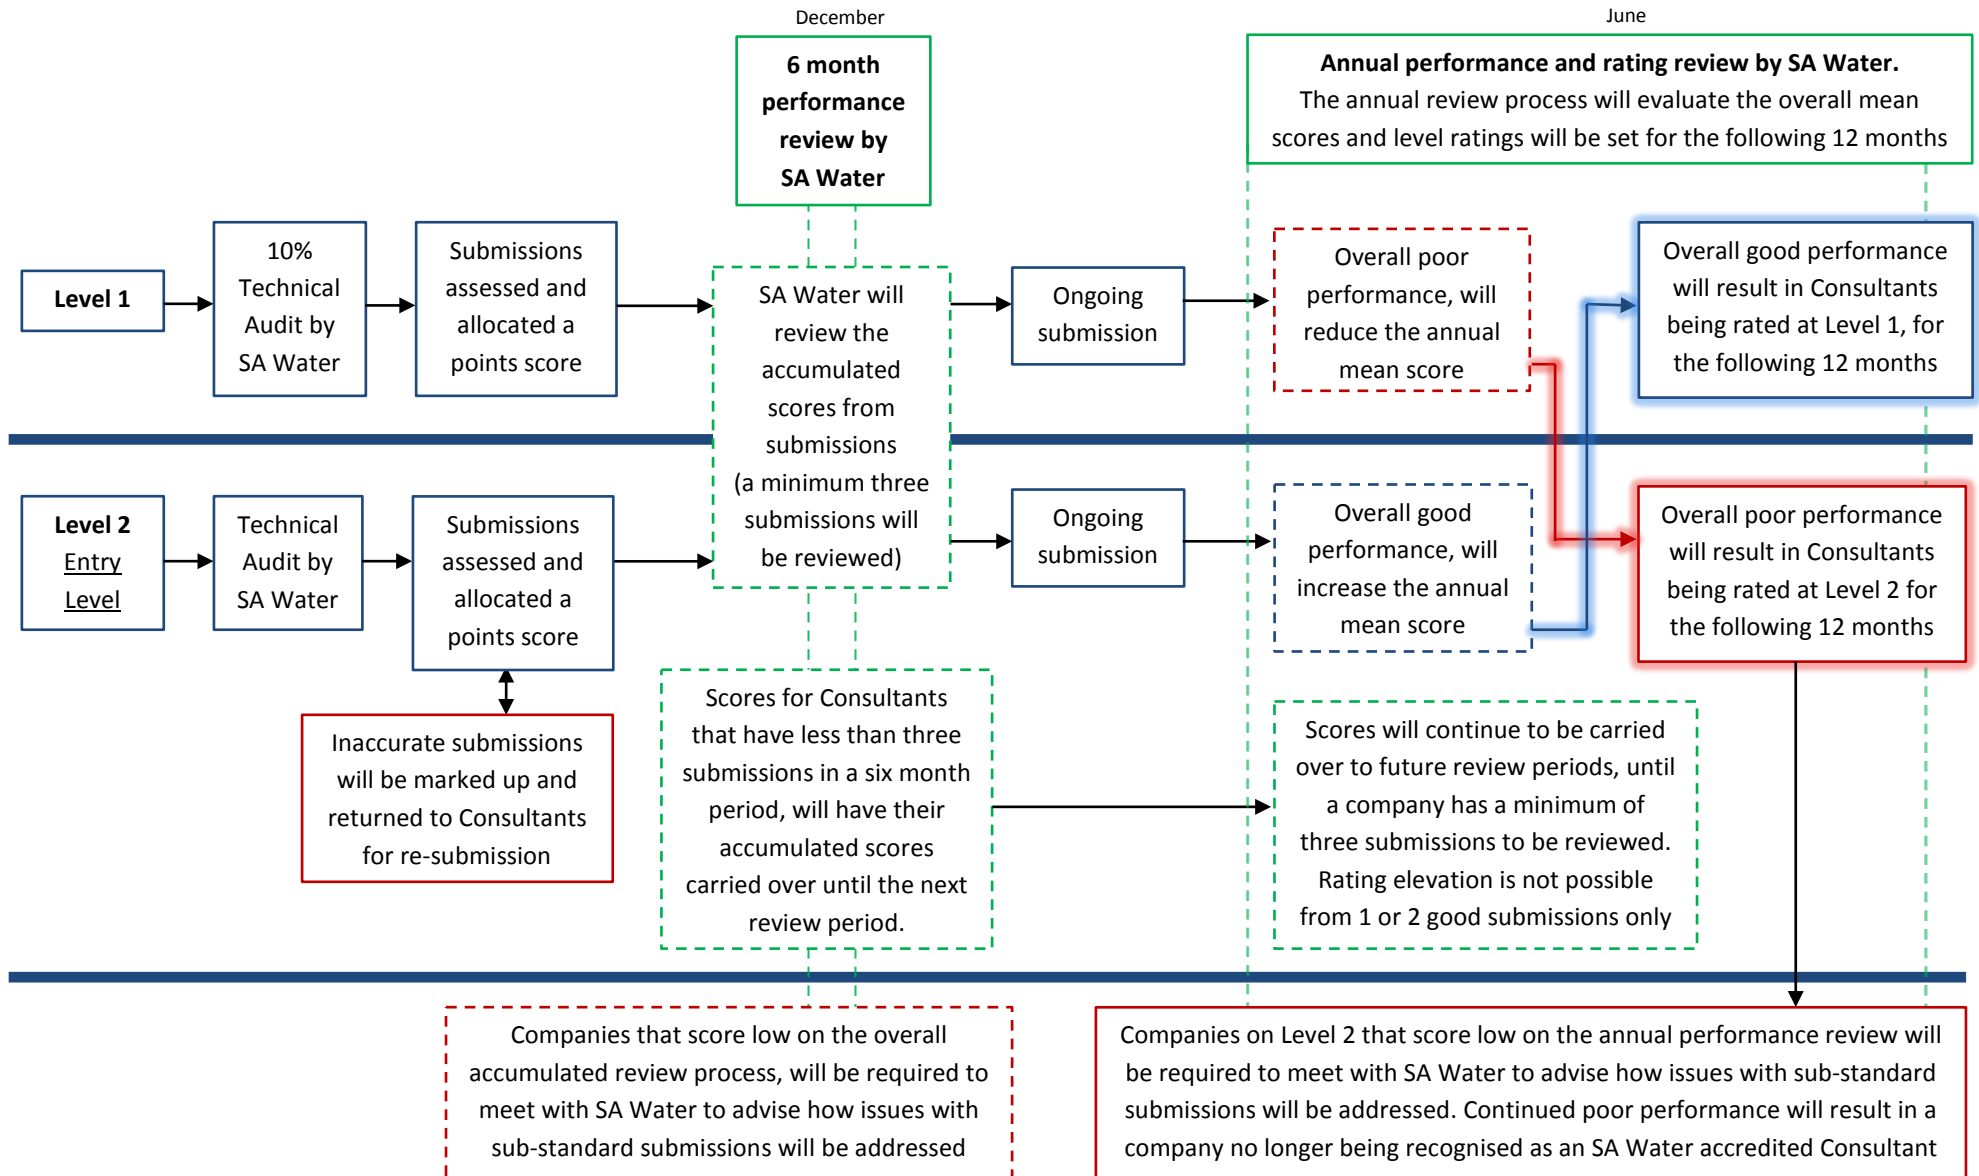 December
June
6 month
performance
review by
SA Water
Annual performance and rating review by SA Water.
The annual review process will evaluate the overall mean
scores and level ratings will be set for the following 12 months
Level 1
10%
Technical
Audit by
SA Water
Submissions
assessed and
allocated a
points score
SA Water will
review the
accumulated
scores from
submissions
(a minimum three
submissions will
be reviewed)
Ongoing
submission
Overall poor
performance, will
reduce the annual
mean score
Overall good performance
will result in Consultants
being rated at Level 1, for
the following 12 months
Level 2
Entry
Level
Technical
Audit by
SA Water
Submissions
assessed and
allocated a
points score
Ongoing
submission
Overall good
performance, will
increase the annual
mean score
Overall poor performance
will result in Consultants
being rated at Level 2 for
the following 12 months
Inaccurate submissions
will be marked up and
returned to Consultants
for re-submission
Scores for Consultants
that have less than three
submissions in a six month
period, will have their
accumulated scores
carried over until the next
review period.
Scores will continue to be carried
over to future review periods, until
a company has a minimum of
three submissions to be reviewed.
Rating elevation is not possible
from 1 or 2 good submissions only
Companies that score low on the overall
accumulated review process, will be required to
meet with SA Water to advise how issues with
sub-standard submissions will be addressed
Companies on Level 2 that score low on the annual performance review will
be required to meet with SA Water to advise how issues with sub-standard
submissions will be addressed. Continued poor performance will result in a
company no longer being recognised as an SA Water accredited Consultant